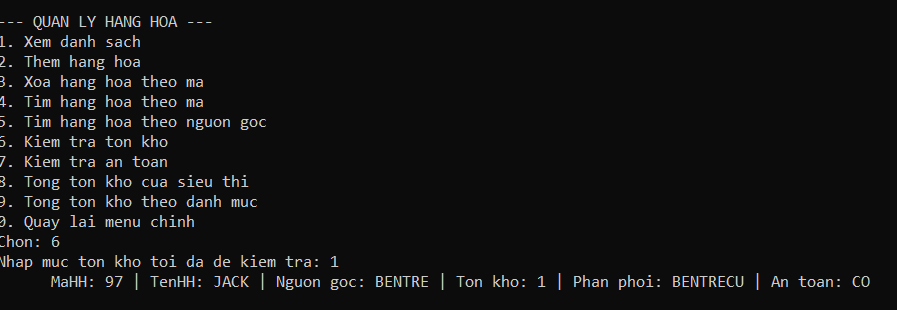 --- QUAN LY HANG HOA ---
1. Xem danh sach
2. Them hang hoa
3. Xoa hang hoa theo ma
4. Tim hang hoa theo ma
5. Tim hang hoa theo nguon goc
6. Kiem tra ton kho
7. Kiem tra an toan
8. Tong ton kho cua sieu thi
9. Tong ton kho theo danh muc
0. Quay lai menu chinh
Chon: 6
Nhap muc ton kho toi da de kiem tra: 1
MaHH: 97 | TenHH: JACK | Nguon goc: BENTRE | Ton kho: 1 | Phan phoi: BENTRECU | An toan: CO